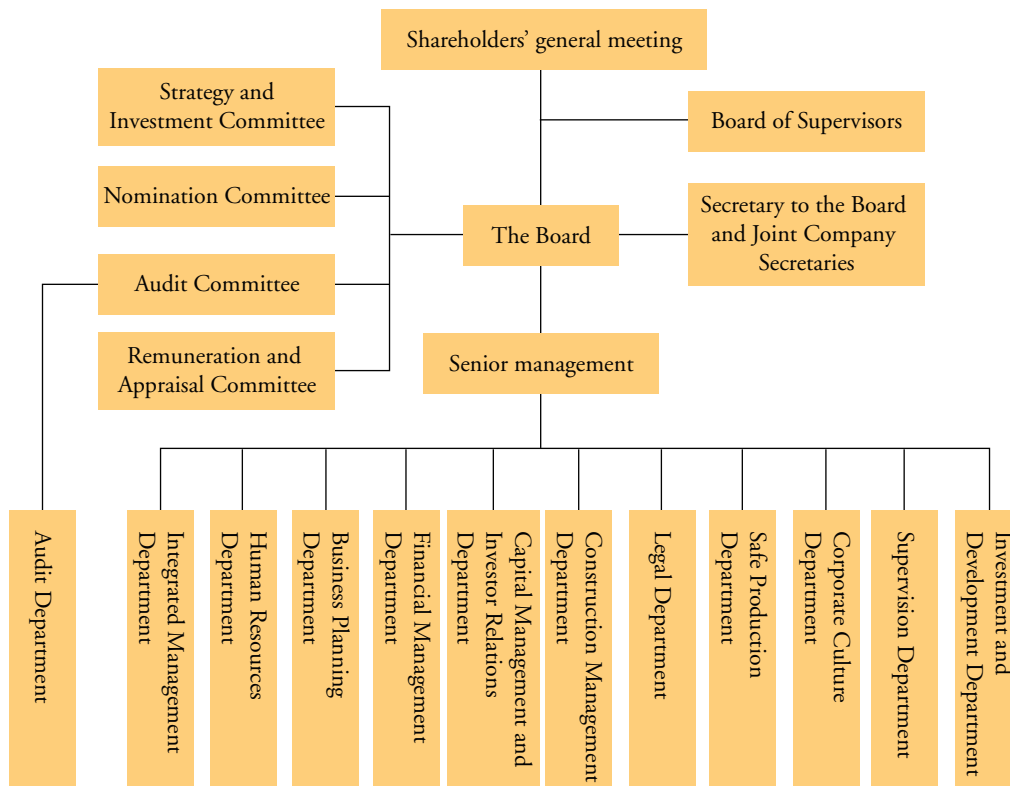 Shareholders’ general meeting
Strategy and
Investment Committee
Board of Supervisors
Nomination Committee
Secretary to the Board
and Joint Company
Secretaries
The Board
Audit Committee
Remuneration and
Appraisal Committee
Senior management
Audit Department
Integrated Management
Department
Human Resources
Department
Business Planning
Department
Financial Management
Department
Capital Management and
Investor Relations
Department
Construction Management
Department
Legal Department
Safe Production
Department
Corporate Culture
Department
Supervision Department
Investment and
Development Department